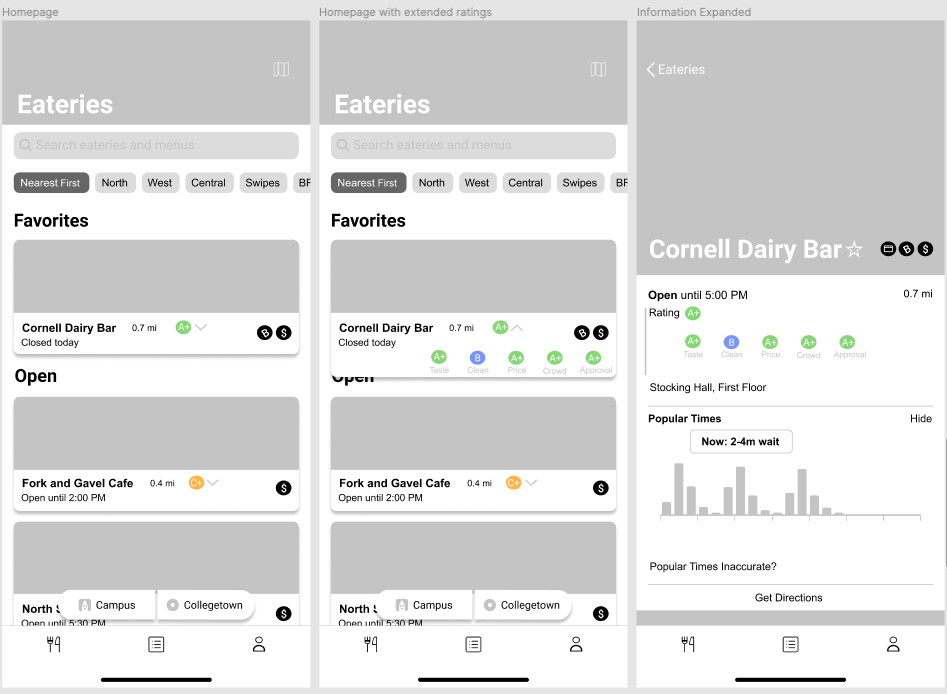 Homepage
Eateries
Search eateries and menus
Nearest First North West Central Swipes
Favorites
Cornell Dairy Bar 0.7 mi A+
Closed today
B $
Open
Fork and Gavel Cafe 0.4 mi C+
Open until 2:00 PM
$
North
Campus Collegetown
$
Open until 5:30 PM
Homepage with extended ratings
Eateries
Search eateries and menus
Nearest First North West Central Swipes
Favorites
Cornell Dairy Bar 0.7 mi A+
Closed today
B $
A+ B A+ A+ A+
Taste Clean Price Crowd Approval
Open
Fork and Gavel Cafe 0.4 mi C+
Open until 2:00 PM
$
North
Campus Collegetown
$
Open until 5:30 PM
Information Expanded
Eateries
Cornell Dairy Bar B $
Open until 5:00 PM 0.7 mi
Rating A+
A+ B A+ A+ A+
Taste Clean Price Crowd Approval
Stocking Hall, First Floor
Popular Times Hide
Now: 2-4m wait
Popular Times Inaccurate?
Get Directions